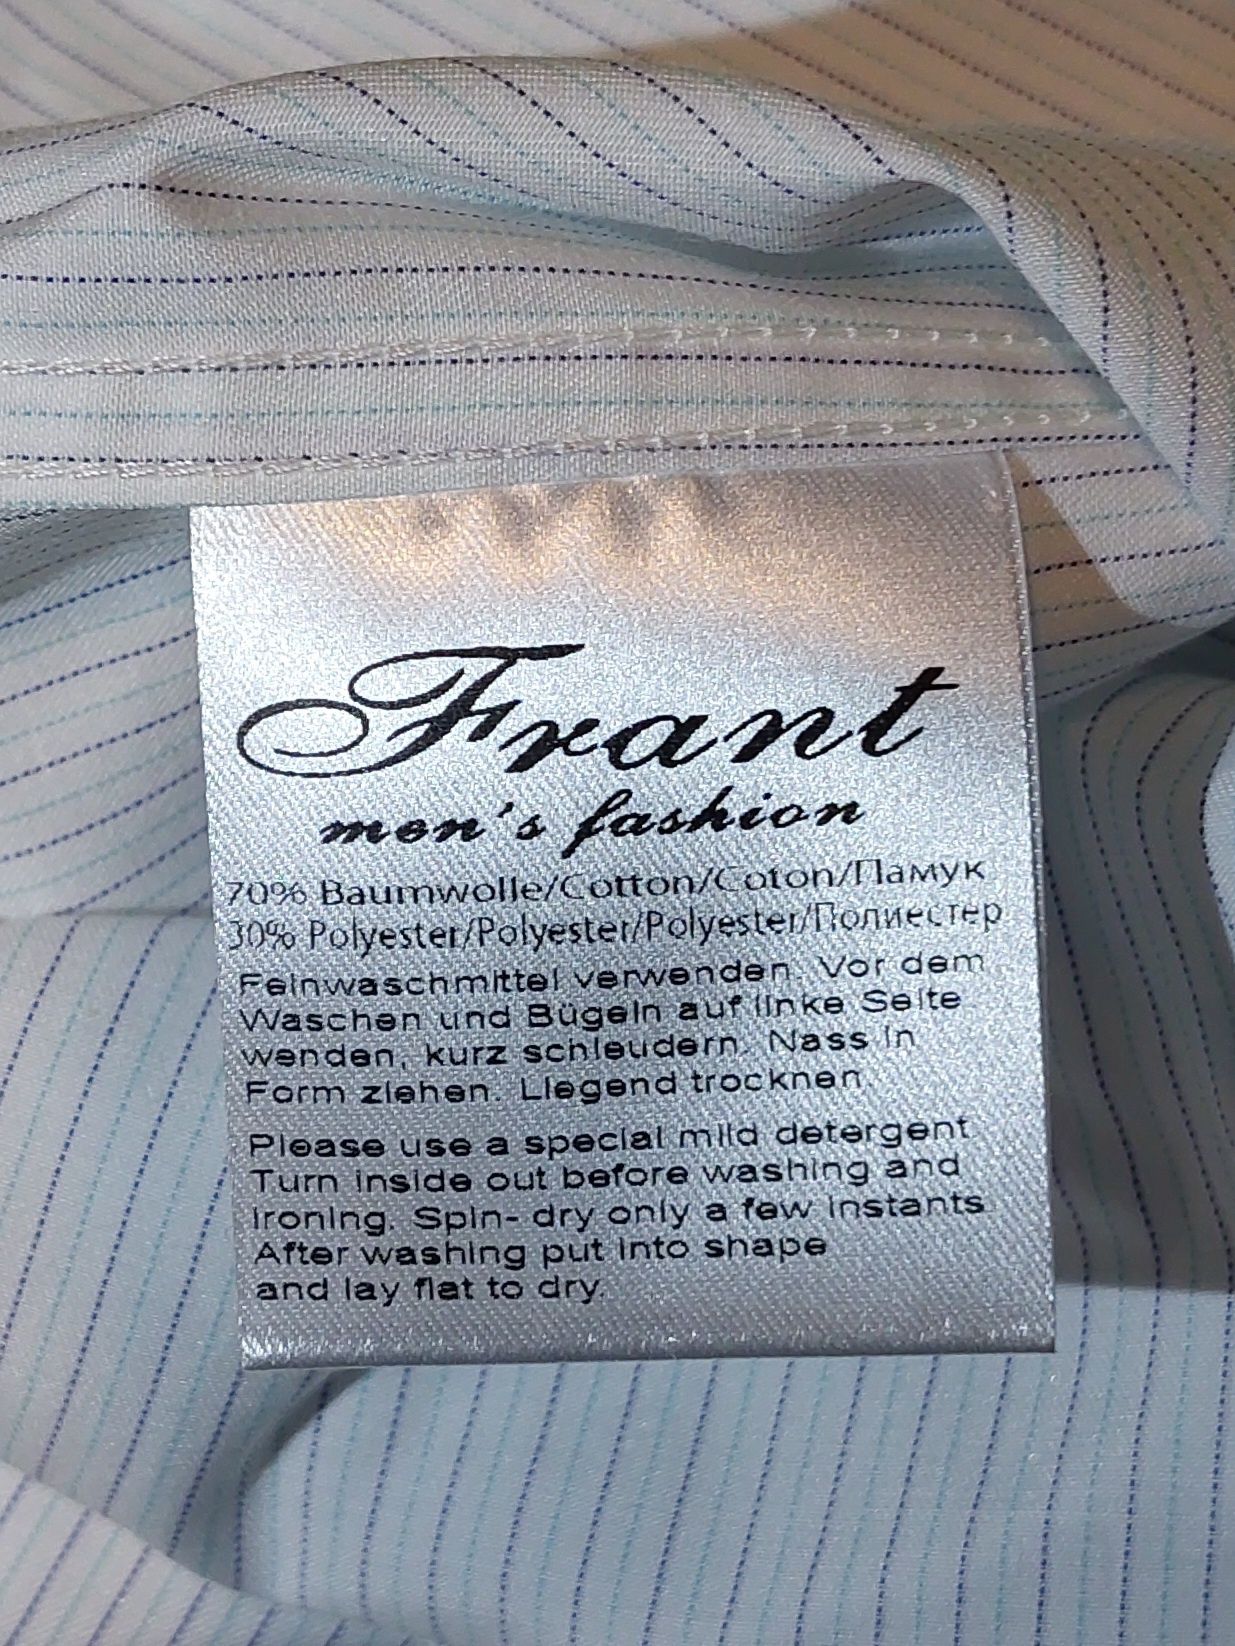 Frant
men's fashion
70% Baumwolle/Cotton/Coton/Памук
30% Polyester/Polyester/Polyester/Полиестер
Feinwaschmittel verwenden. Vor dem
Waschen und Bügeln auf linke Seite
wenden, kurz schleudern. Nass in
Form ziehen. Liegend trocknen.
Please use a special mild detergent
Turn inside out before washing and
ironing. Spin- dry only a few instants.
After washing put into shape
and lay flat to dry.